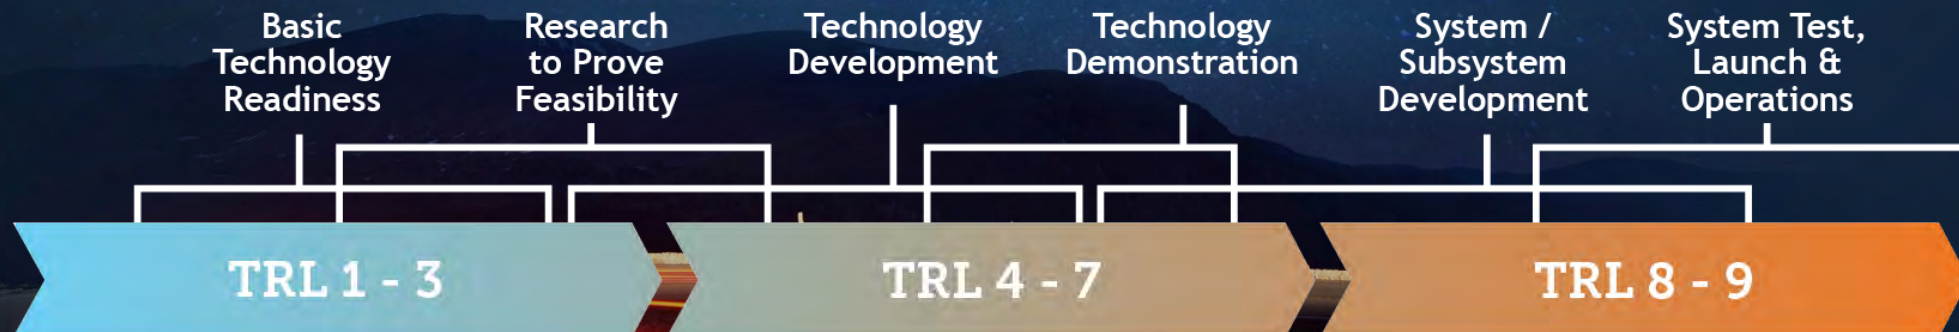 Basic
Technology
Readiness
Research
to Prove
Feasibility
Technology
Development
Technology
Demonstration
System /
Subsystem
Development
System Test,
Launch &
Operations
TRL 1 - 3
TRL 4 - 7
TRL 8 - 9